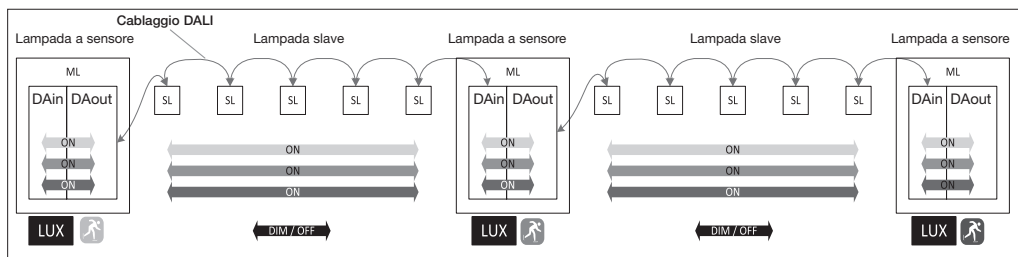 Cablaggio DALI
Lampada a sensore Lampada slave Lampada a sensore Lampada slave Lampada a sensore
ML ML ML
DAin DAout SL SL SL SL SL DAin DAout SL SL SL SL SL DAin DAout
ON ON ON ON ON
ON ON ON ON ON
ON ON ON ON ON
LUX DIM / OFF LUX DIM / OFF LUX